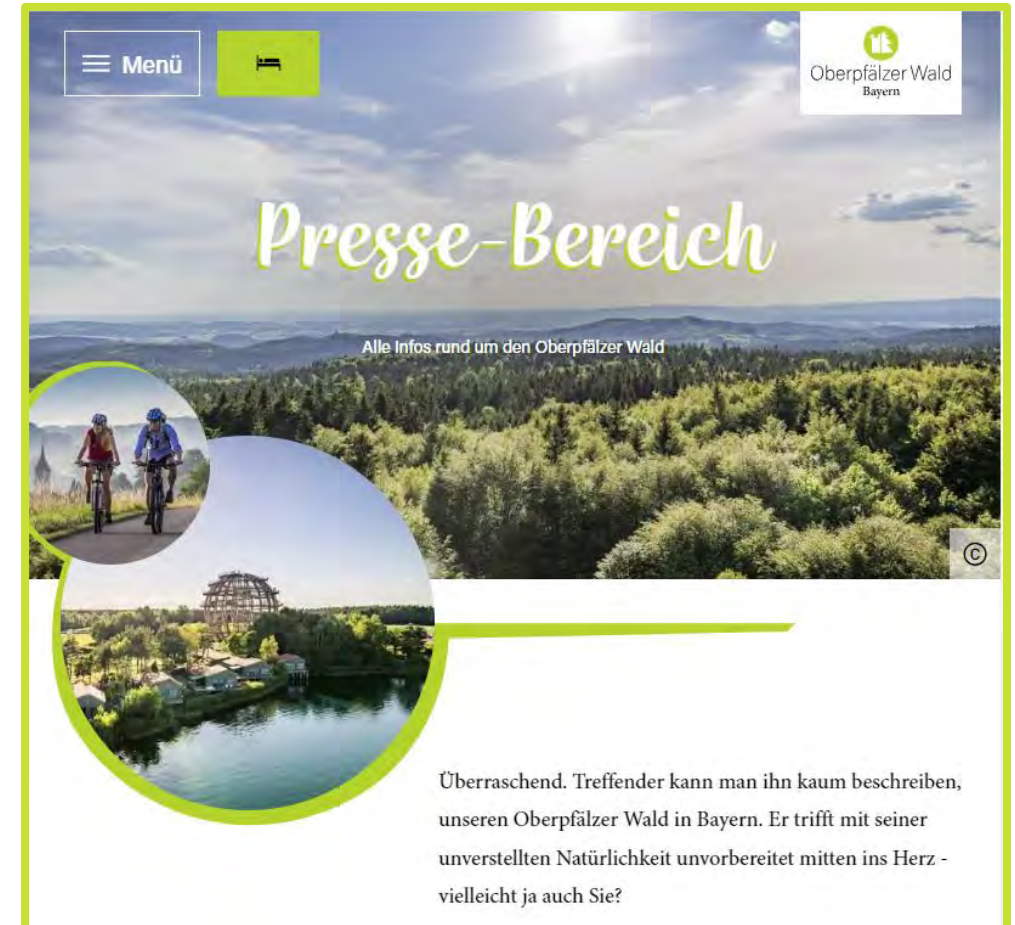 Menü
Oberpfälzer Wald
Bayern
Presse-Bereich
Alle Infos rund um den Oberpfälzer Wald
©
Überraschend. Treffender kann man ihn kaum beschreiben,
unseren Oberpfälzer Wald in Bayern. Er trifft mit seiner
unverstellten Natürlichkeit unvorbereitet mitten ins Herz -
vielleicht ja auch Sie?